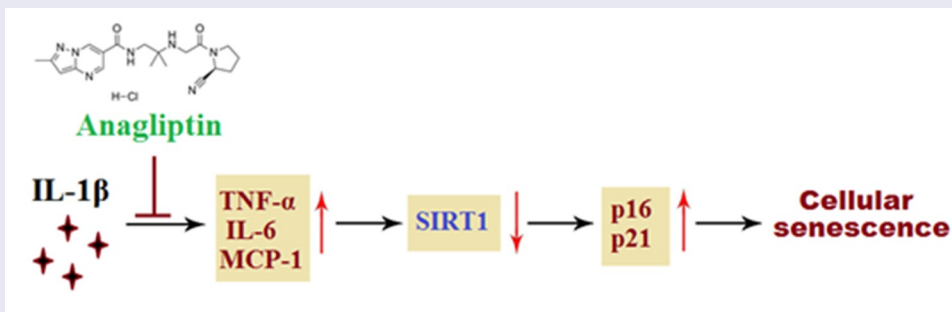 O
O
H
N
N
N
N
H
N
N
N
H-Cl
Anagliptin
IL-1β
TNF-α
IL-6
MCP-1
SIRT1
p16
p21
Cellular
senescence